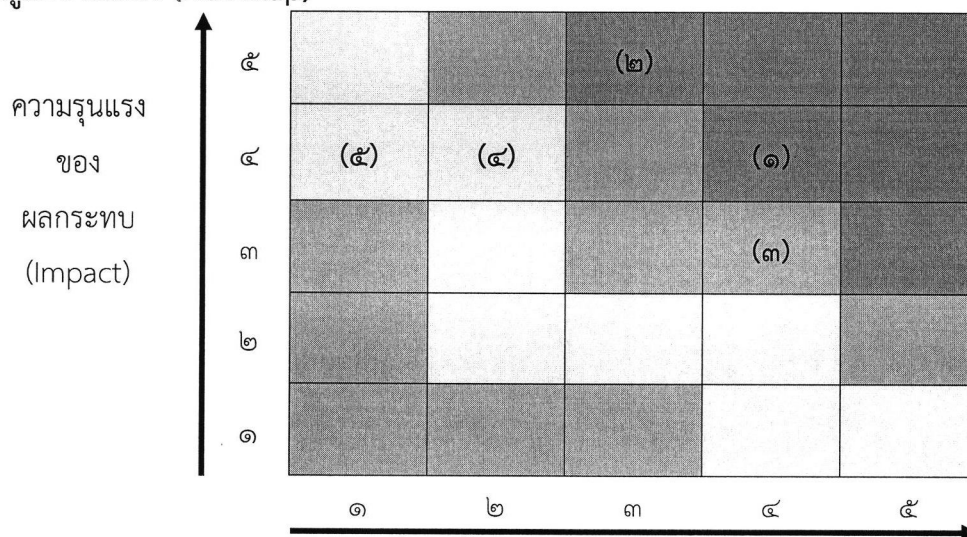 ๕ (๒)
ความรุนแรง
ของ
ผลกระทบ
(Impact)
๔ (๕) (๔) (๑)
๓ (๓)
๒
๑
๑ ๒ ๓ ๔ ๕